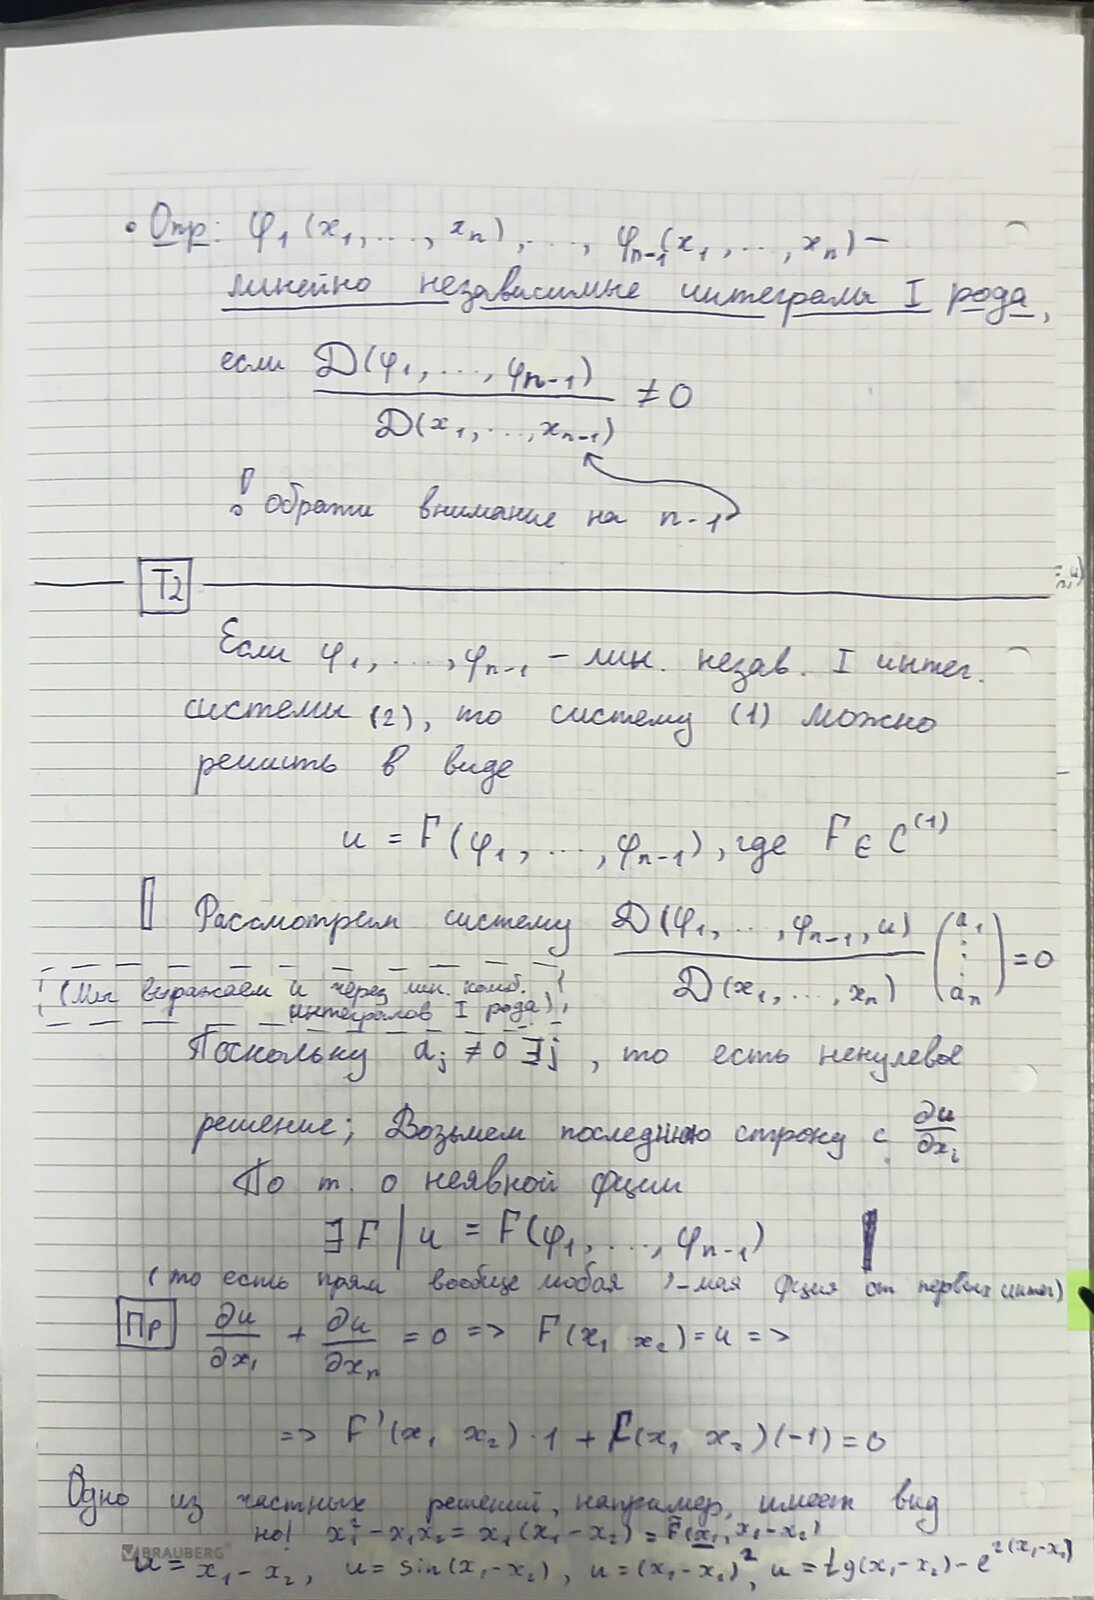 • Опр: φ₁(x₁,...,xₙ),..., φₙ₋₁(x₁,...,xₙ) –
линейно независимые интегралы I рода,
если D(φ₁,...,φₙ₋₁) / D(x₁,...,xₙ₋₁) ≠ 0
! Обрати внимание на n-1
T2
Если φ₁,...,φₙ₋₁ – лин. незав. I интег.
системы (2), то систему (1) можно
решить в виде
u = F(φ₁,...,φₙ₋₁), где F ∈ C⁽¹⁾
Рассмотрим систему D(φ₁,...,φₙ₋₁,u) / D(x₁,...,xₙ) (a₁ ⋮ aₙ) = 0
(Мы выражаем u через лин. комб.
интегралов I рода)
Поскольку aⱼ ≠ 0 ∃j, то есть ненулевое
решение; Возьмем последнюю строку с ∂u/∂xᵢ
По т. о неявной фции
∃F | u = F(φ₁,...,φₙ₋₁)
(то есть прям вообще любая фция от первых интег)
Пр ∂u/∂x₁ + ∂u/∂xₙ = 0 => F(x₁ x₂) = u =>
=> F'(x₁ x₂)·1 + F(x₁ x₂)(-1) = 0
Одно из частных решений, например, имеет вид
но! x₁² - x₁x₂ = x₁(x₁ - x₂) = F̃(x₁, x₁ - x₂)
BRAUBERG
u = x₁ - x₂, u = sin(x₁ - x₂), u = (x₁ - x₂)², u = tg(x₁ - x₂) - e^2(x₁-x₂)